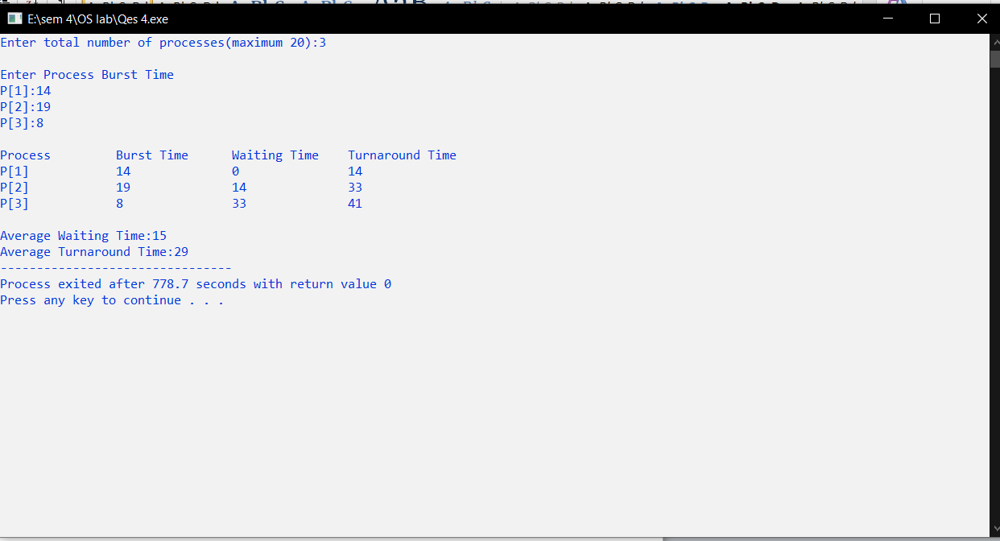 E:\sem 4\OS lab\Qes 4.exe
Enter total number of processes(maximum 20):3
Enter Process Burst Time
P[1]:14
P[2]:19
P[3]:8
Process Burst Time Waiting Time Turnaround Time
P[1] 14 0 14
P[2] 19 14 33
P[3] 8 33 41
Average Waiting Time:15
Average Turnaround Time:29
--------------------------------
Process exited after 778.7 seconds with return value 0
Press any key to continue . . .